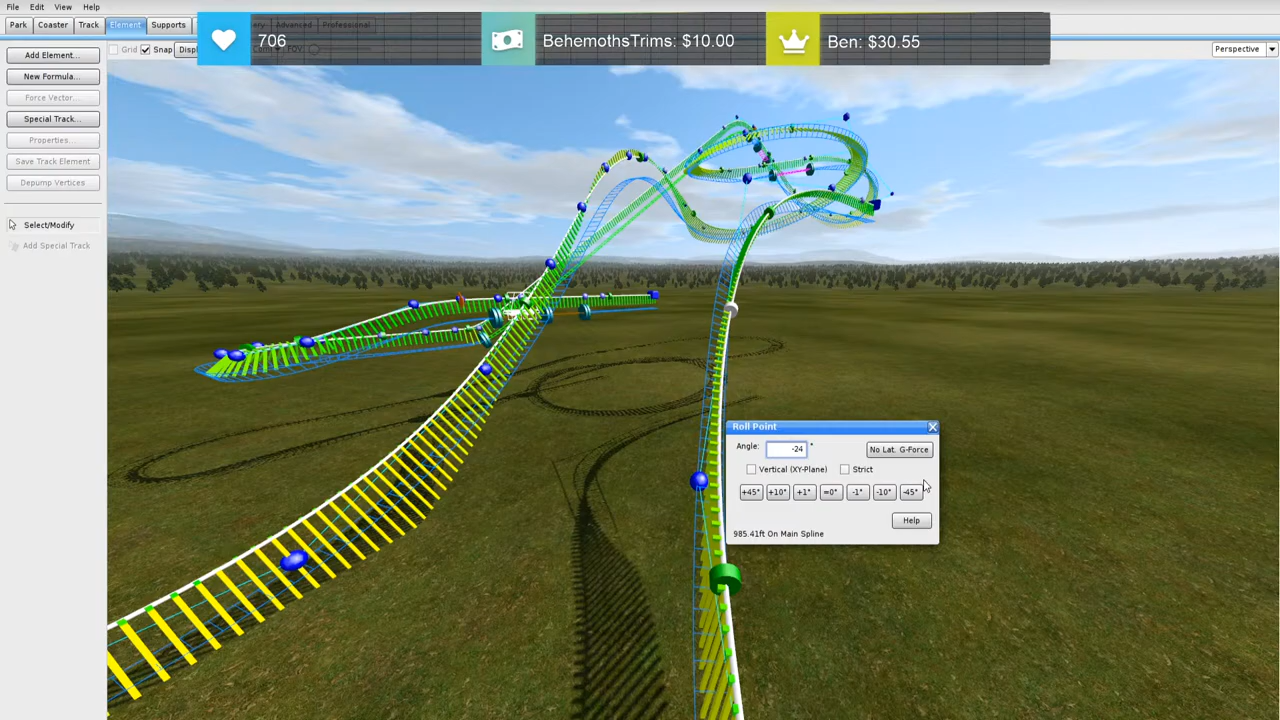 File Edit View Help
Park Coaster Track Element Supports Advanced Professional
706
BehemothsTrims: $10.00
Ben: $30.55
Grid Snap FOV
Perspective
Add Element...
New Formula...
Force Vector...
Special Track...
Properties...
Save Track Element
Depump Vertices
Select/Modify
Add Special Track
Roll Point
Angle: -24 °
No Lat. G-Force
Vertical (XY-Plane) Strict
+45° +10° +1° =0° -1° -10° -45°
Help
985.41ft On Main Spline